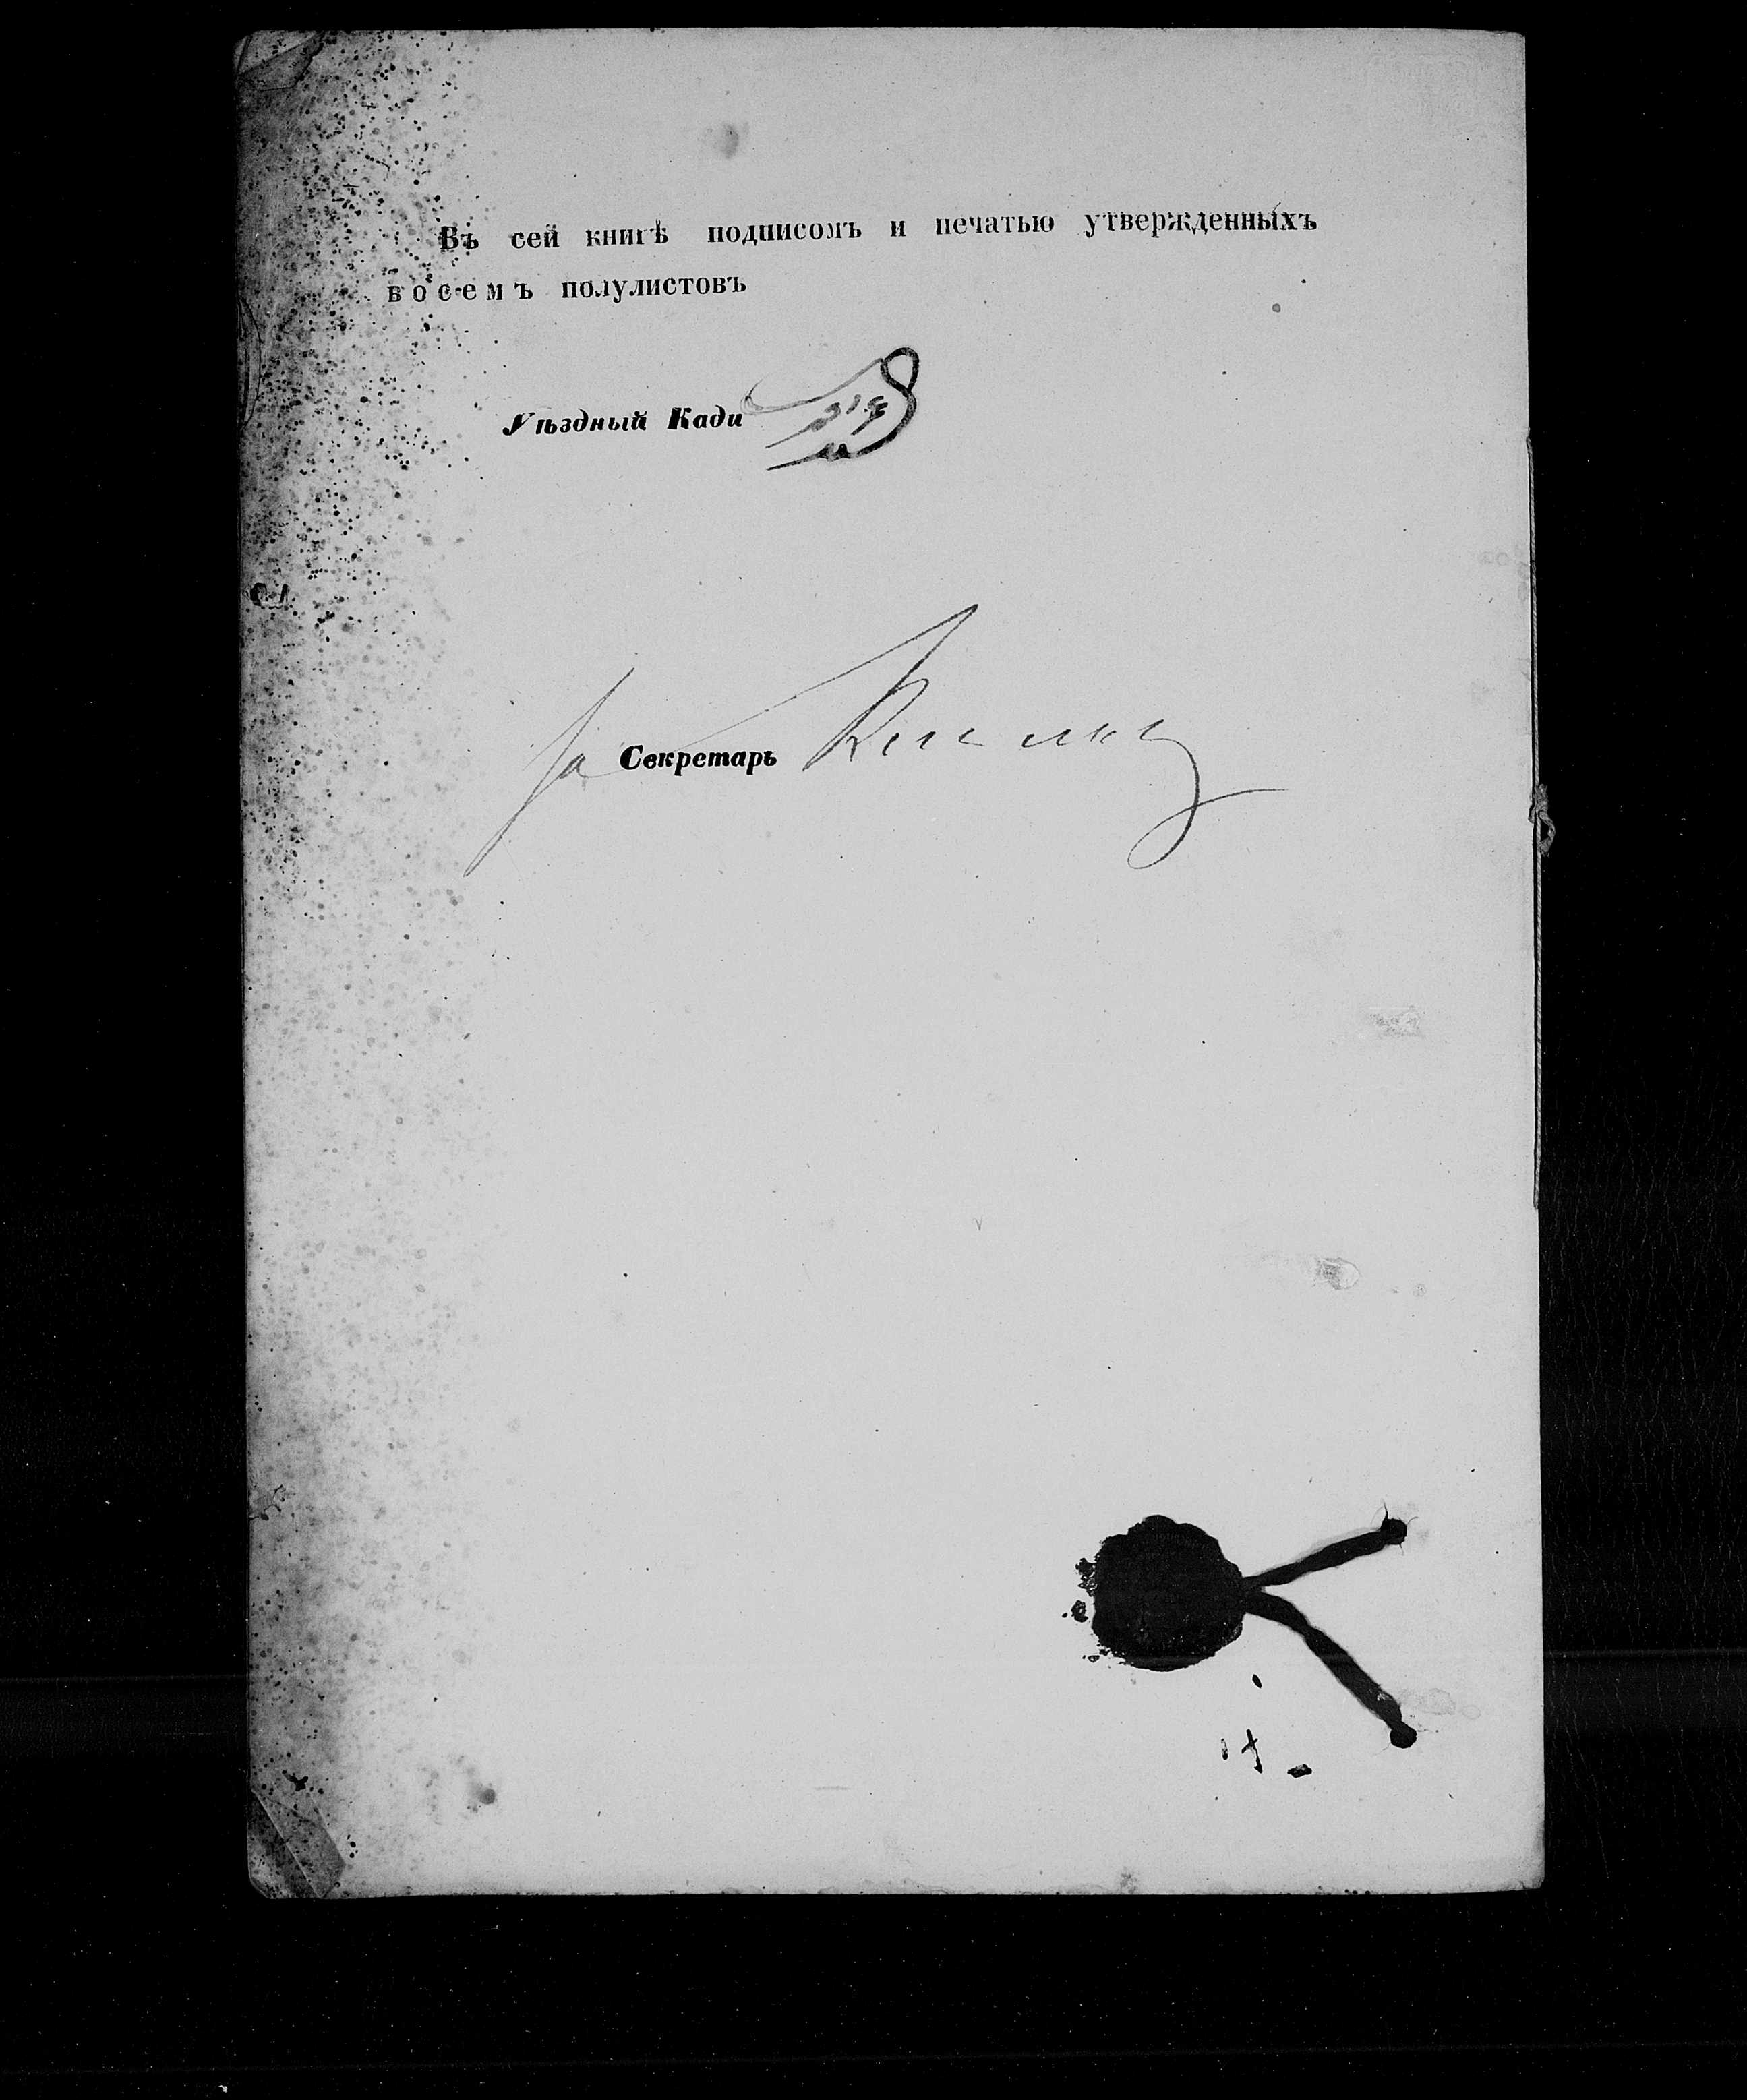 Въ сей книгѣ подписомъ и печатью утвержденныхъ
восемъ полулистовъ
Уѣздный Кади
За Секретарь